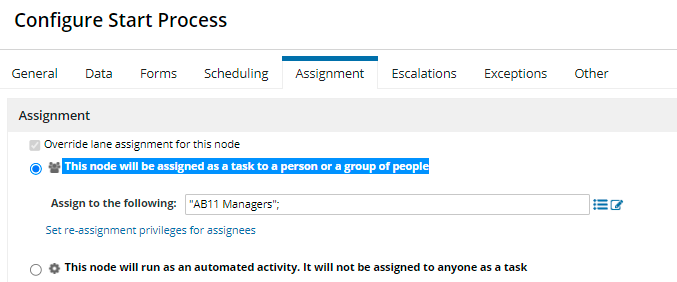 Configure Start Process
General Data Forms Scheduling Assignment Escalations Exceptions Other
Assignment
Override lane assignment for this node
This node will be assigned as a task to a person or a group of people
Assign to the following: "AB11 Managers";
Set re-assignment privileges for assignees
This node will run as an automated activity. It will not be assigned to anyone as a task